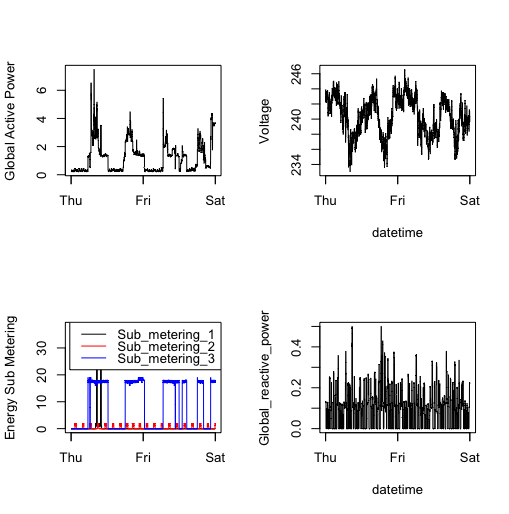 Global Active Power
0 2 4 6
Thu Fri Sat
Voltage
234 240 246
Thu Fri Sat
datetime
Energy Sub Metering
0 10 20 30
Sub_metering_1
Sub_metering_2
Sub_metering_3
Thu Fri Sat
Global_reactive_power
0.0 0.2 0.4
Thu Fri Sat
datetime